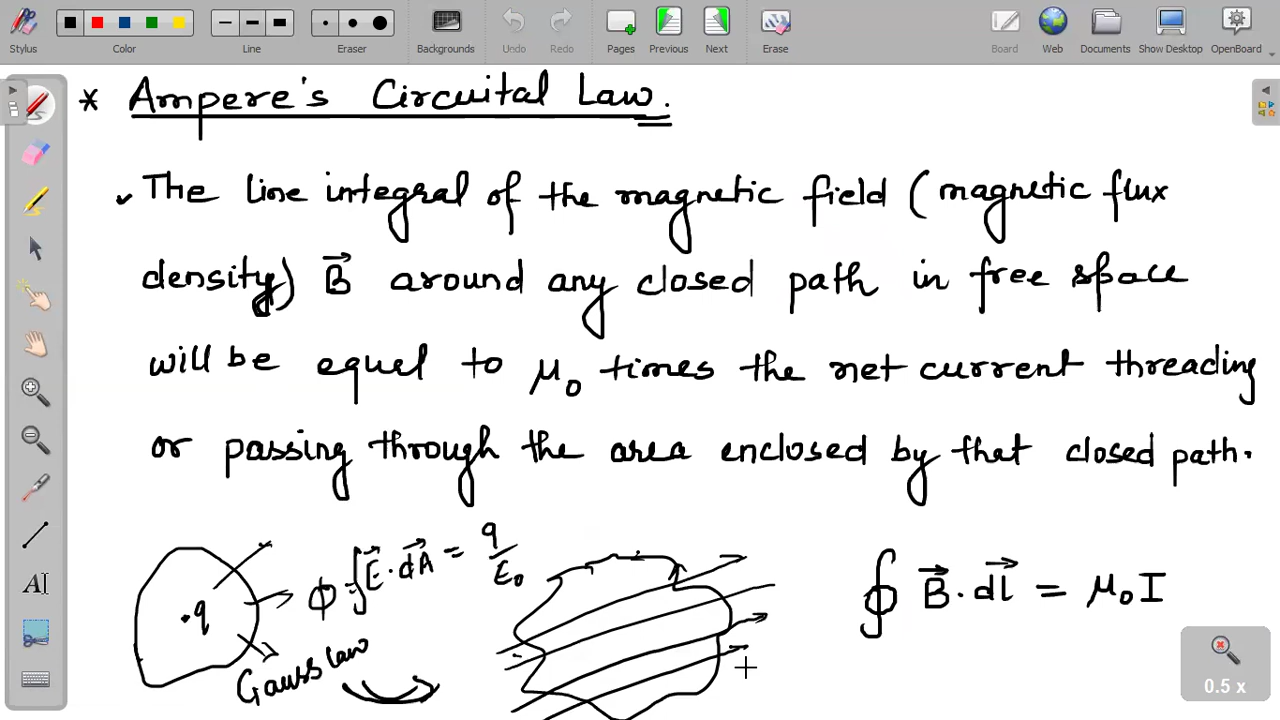 Stylus
Color
Line
Eraser
Backgrounds
Undo
Redo
Pages
Previous
Next
Erase
Board
Web
Documents
Show Desktop
OpenBoard
* Ampere's Circuital Law.
The line integral of the magnetic field (magnetic flux
density) B⃗ around any closed path in free space
will be equal to μ₀ times the net current threading
or passing through the area enclosed by that closed path.
q
ϕ = ∮ E⃗ · dA⃗ = q/ε₀
Gauss law
∮ B⃗ · dl⃗ = μ₀ I
0.5 x